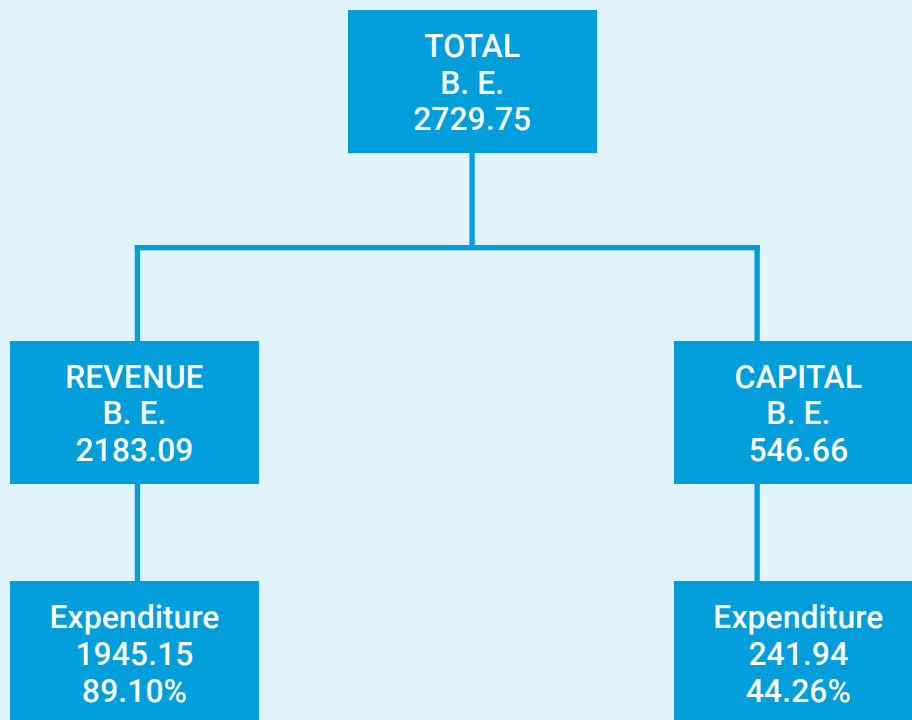 TOTAL
B. E.
2729.75
REVENUE
B. E.
2183.09
CAPITAL
B. E.
546.66
Expenditure
1945.15
89.10%
Expenditure
241.94
44.26%